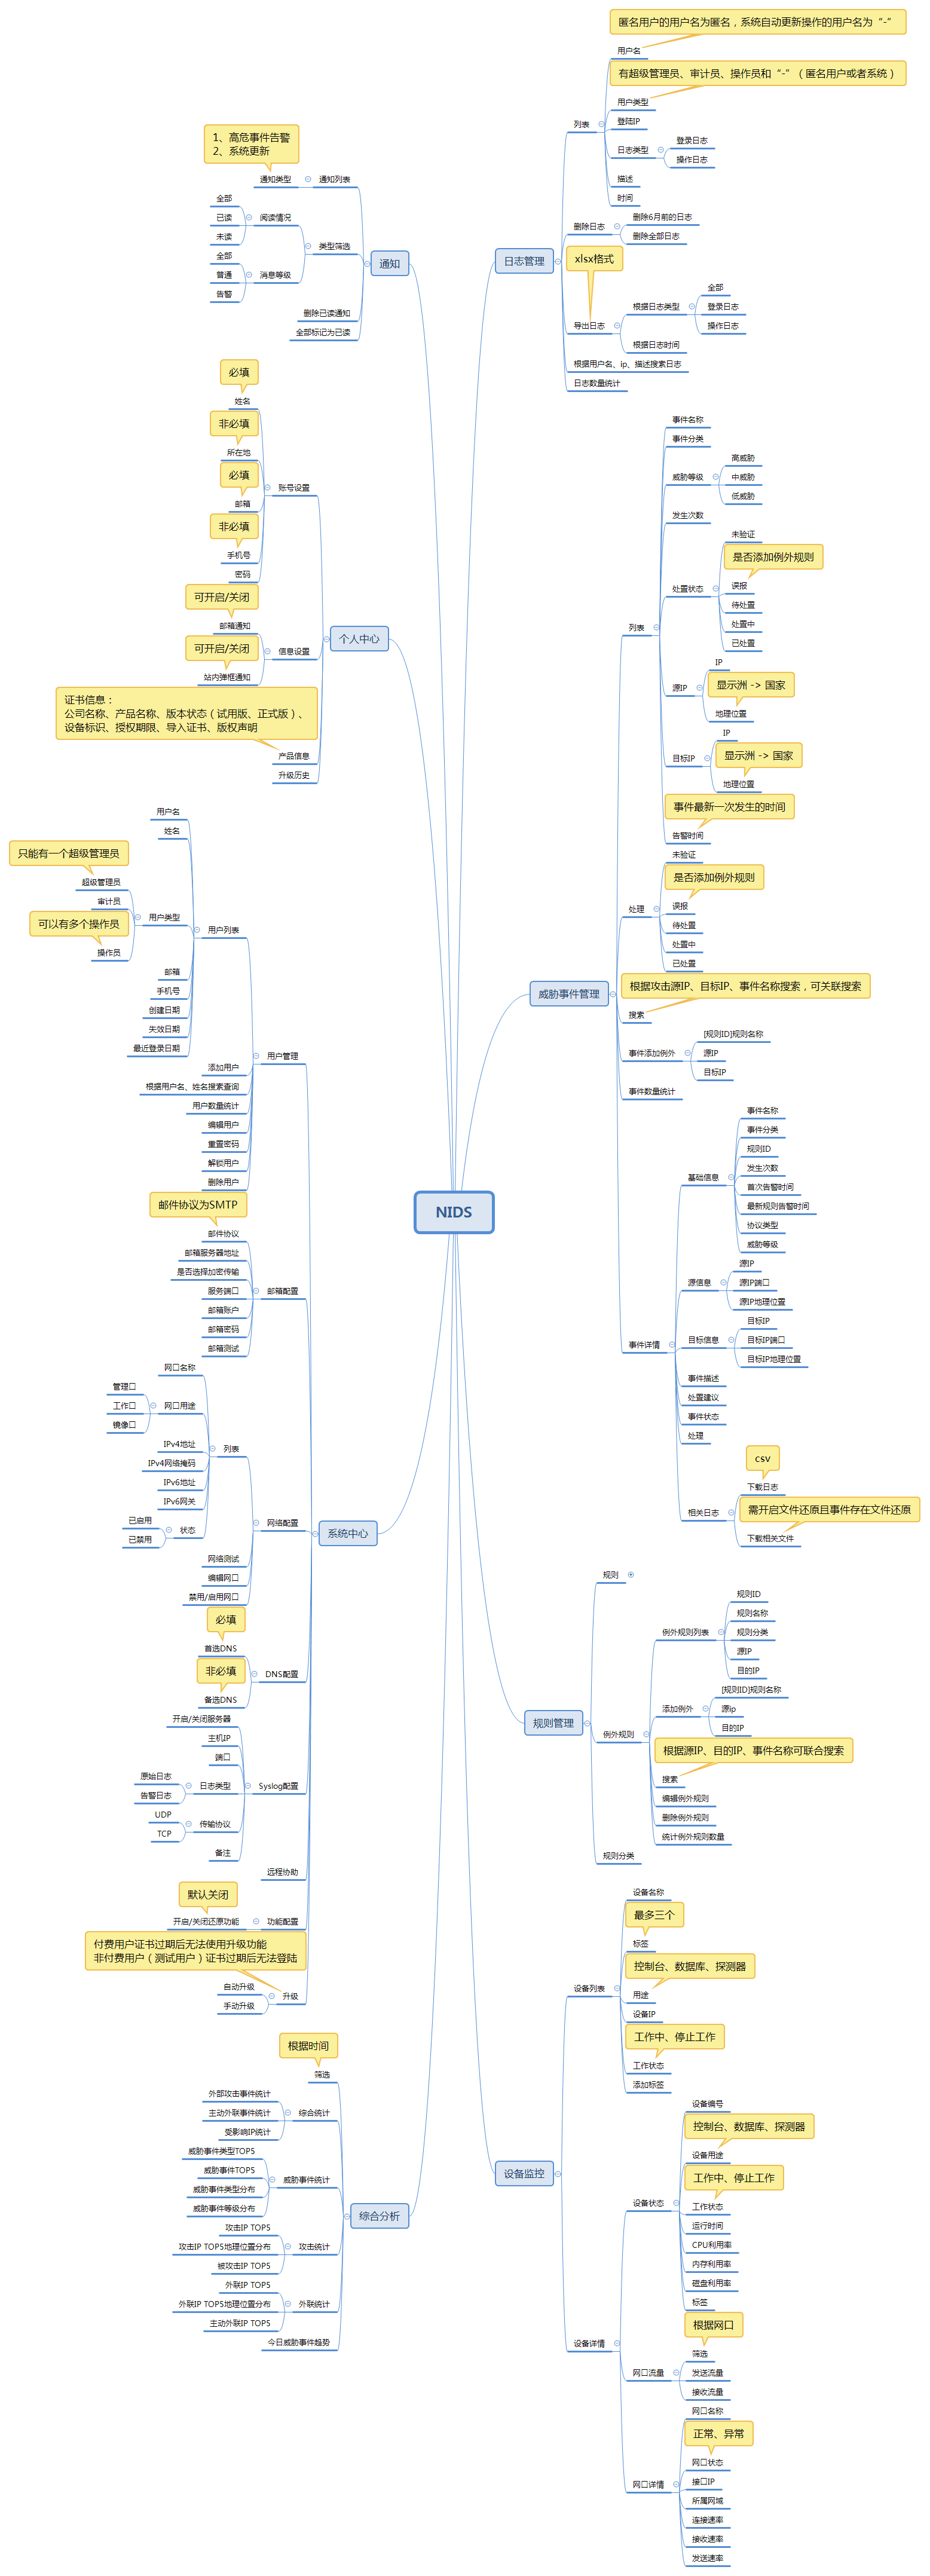 NIDS
日志管理
列表
匿名用户的用户名为匿名，系统自动更新操作的用户名为“-”
用户名
有超级管理员、审计员、操作员和“-”（匿名用户或者系统）
用户类型
登陆IP
日志类型
登录日志
操作日志
描述
时间
删除日志
删除6月前的日志
删除全部日志
xlsx格式
导出日志
根据日志类型
全部
登录日志
操作日志
根据日志时间
根据用户名、ip、描述搜索日志
日志数量统计
威胁事件管理
列表
事件名称
事件分类
威胁等级
高威胁
中威胁
低威胁
发生次数
处置状态
未验证
是否添加例外规则
误报
待处置
处置中
已处置
源IP
IP
显示洲 -> 国家
地理位置
目标IP
IP
显示洲 -> 国家
地理位置
事件最新一次发生的时间
告警时间
处理
未验证
是否添加例外规则
误报
待处置
处置中
已处置
根据攻击源IP、目标IP、事件名称搜索，可关联搜索
搜索
事件添加例外
[规则ID]规则名称
源IP
目标IP
事件数量统计
事件详情
基础信息
事件名称
事件分类
规则ID
发生次数
首次告警时间
最新规则告警时间
协议类型
威胁等级
源信息
源IP
源IP端口
源IP地理位置
目标信息
目标IP
目标IP端口
目标IP地理位置
事件描述
处置建议
事件状态
处理
相关日志
csv
下载日志
需开启文件还原且事件存在文件还原
下载相关文件
规则管理
规则
例外规则
例外规则列表
规则ID
规则名称
规则分类
源IP
目的IP
添加例外
[规则ID]规则名称
源ip
目的IP
根据源IP、目的IP、事件名称可联合搜索
搜索
编辑例外规则
删除例外规则
统计例外规则数量
规则分类
设备监控
设备列表
设备名称
最多三个
标签
控制台、数据库、探测器
用途
设备IP
工作中、停止工作
工作状态
添加标签
设备详情
设备状态
设备编号
控制台、数据库、探测器
设备用途
工作中、停止工作
工作状态
运行时间
CPU利用率
内存利用率
磁盘利用率
标签
网口流量
根据网口
筛选
发送流量
接收流量
网口详情
网口名称
正常、异常
网口状态
接口IP
所属网域
连接速率
接收速率
发送速率
通知
通知列表
1、高危事件告警
2、系统更新
通知类型
类型筛选
阅读情况
全部
已读
未读
消息等级
全部
普通
告警
删除已读通知
全部标记为已读
个人中心
账号设置
必填
姓名
非必填
所在地
必填
邮箱
非必填
手机号
密码
信息设置
可开启/关闭
邮箱通知
可开启/关闭
站内弹框通知
证书信息：
公司名称、产品名称、版本状态（试用版、正式版）、
设备标识、授权期限、导入证书、版权声明
产品信息
升级历史
系统中心
用户管理
用户列表
用户名
姓名
用户类型
只能有一个超级管理员
超级管理员
审计员
可以有多个操作员
操作员
邮箱
手机号
创建日期
失效日期
最近登录日期
添加用户
根据用户名、姓名搜索查询
用户数量统计
编辑用户
重置密码
解锁用户
删除用户
邮箱配置
邮件协议为SMTP
邮件协议
邮箱服务器地址
是否选择加密传输
服务端口
邮箱账户
邮箱密码
邮箱测试
网络配置
列表
网口名称
网口用途
管理口
工作口
镜像口
IPv4地址
IPv4网络掩码
IPv6地址
IPv6网关
状态
已启用
已禁用
网络测试
编辑网口
禁用/启用网口
DNS配置
必填
首选DNS
非必填
备选DNS
Syslog配置
开启/关闭服务器
主机IP
端口
日志类型
原始日志
告警日志
传输协议
UDP
TCP
备注
远程协助
功能配置
默认关闭
开启/关闭还原功能
付费用户证书过期后无法使用升级功能
非付费用户（测试用户）证书过期后无法登陆
升级
自动升级
手动升级
综合分析
根据时间
筛选
综合统计
外部攻击事件统计
主动外联事件统计
受影响IP统计
威胁事件统计
威胁事件类型TOP5
威胁事件TOP5
威胁事件类型分布
威胁事件等级分布
攻击统计
攻击IP TOP5
攻击IP TOP5地理位置分布
被攻击IP TOP5
外联统计
外联IP TOP5
外联IP TOP5地理位置分布
主动外联IP TOP5
今日威胁事件趋势